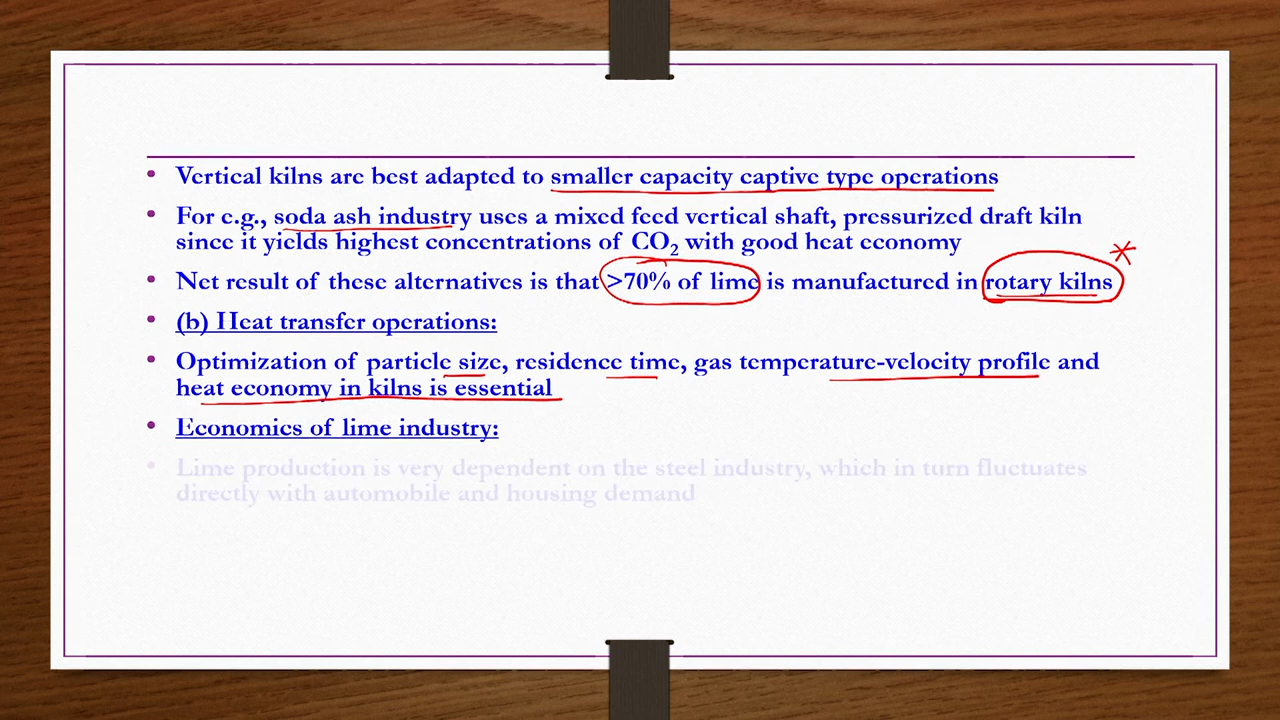 • Vertical kilns are best adapted to smaller capacity captive type operations
• For e.g., soda ash industry uses a mixed feed vertical shaft, pressurized draft kiln
since it yields highest concentrations of CO₂ with good heat economy
• Net result of these alternatives is that >70% of lime is manufactured in rotary kilns
• (b) Heat transfer operations:
• Optimization of particle size, residence time, gas temperature-velocity profile and
heat economy in kilns is essential
• Economics of lime industry:
• Lime production is very dependent on the steel industry, which in turn fluctuates
directly with automobile and housing demand